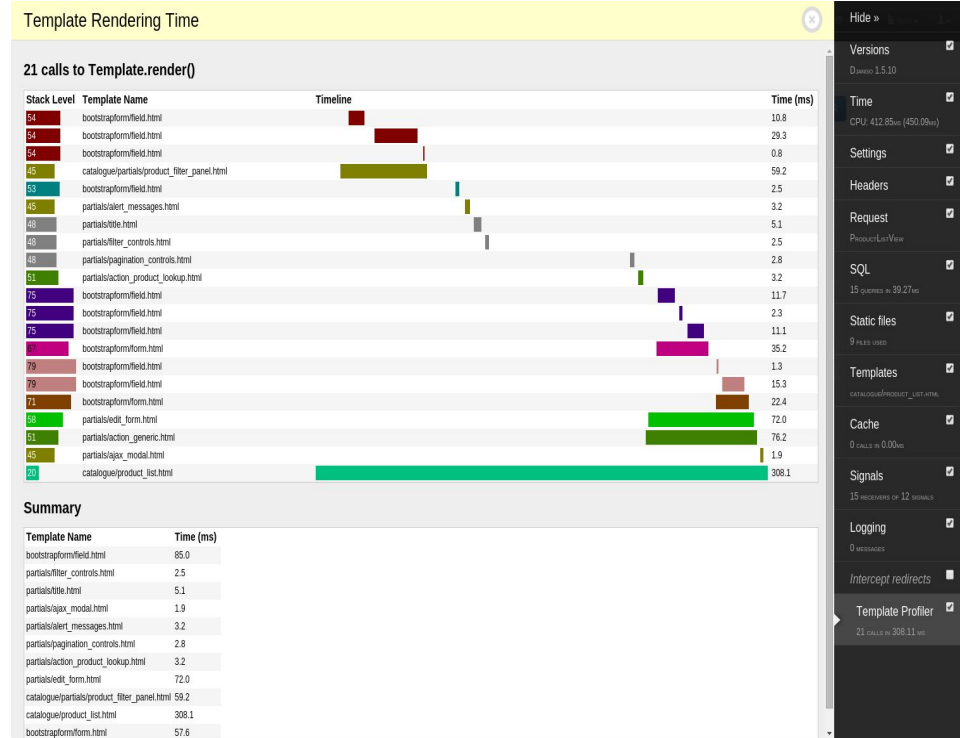 Template Rendering Time
21 calls to Template.render()
Stack Level Template Name Timeline Time (ms)
54 bootstrapform/field.html 10.8
54 bootstrapform/field.html 29.3
54 bootstrapform/field.html 0.8
45 catalogue/partials/product_filter_panel.html 59.2
53 bootstrapform/field.html 2.5
45 partials/alert_messages.html 3.2
48 partials/title.html 5.1
48 partials/filter_controls.html 2.5
48 partials/pagination_controls.html 2.8
51 partials/action_product_lookup.html 3.2
75 bootstrapform/field.html 11.7
75 bootstrapform/field.html 2.3
75 bootstrapform/field.html 11.1
67 bootstrapform/form.html 35.2
79 bootstrapform/field.html 1.3
79 bootstrapform/field.html 15.3
71 bootstrapform/form.html 22.4
58 partials/edit_form.html 72.0
51 partials/action_generic.html 76.2
45 partials/ajax_modal.html 1.9
20 catalogue/product_list.html 308.1
Summary
Template Name Time (ms)
bootstrapform/field.html 85.0
partials/filter_controls.html 2.5
partials/title.html 5.1
partials/ajax_modal.html 1.9
partials/alert_messages.html 3.2
partials/pagination_controls.html 2.8
partials/action_product_lookup.html 3.2
partials/edit_form.html 72.0
catalogue/partials/product_filter_panel.html 59.2
catalogue/product_list.html 308.1
bootstrapform/form.html 57.6
Hide »
Versions
Django 1.5.10
Time
CPU: 412.85ms (450.09ms)
Settings
Headers
Request
ProductListView
SQL
15 queries in 39.27ms
Static files
9 files used
Templates
catalogue/product_list.html
Cache
0 calls in 0.00ms
Signals
15 receivers of 12 signals
Logging
0 messages
Intercept redirects
Template Profiler
21 calls in 308.11 ms